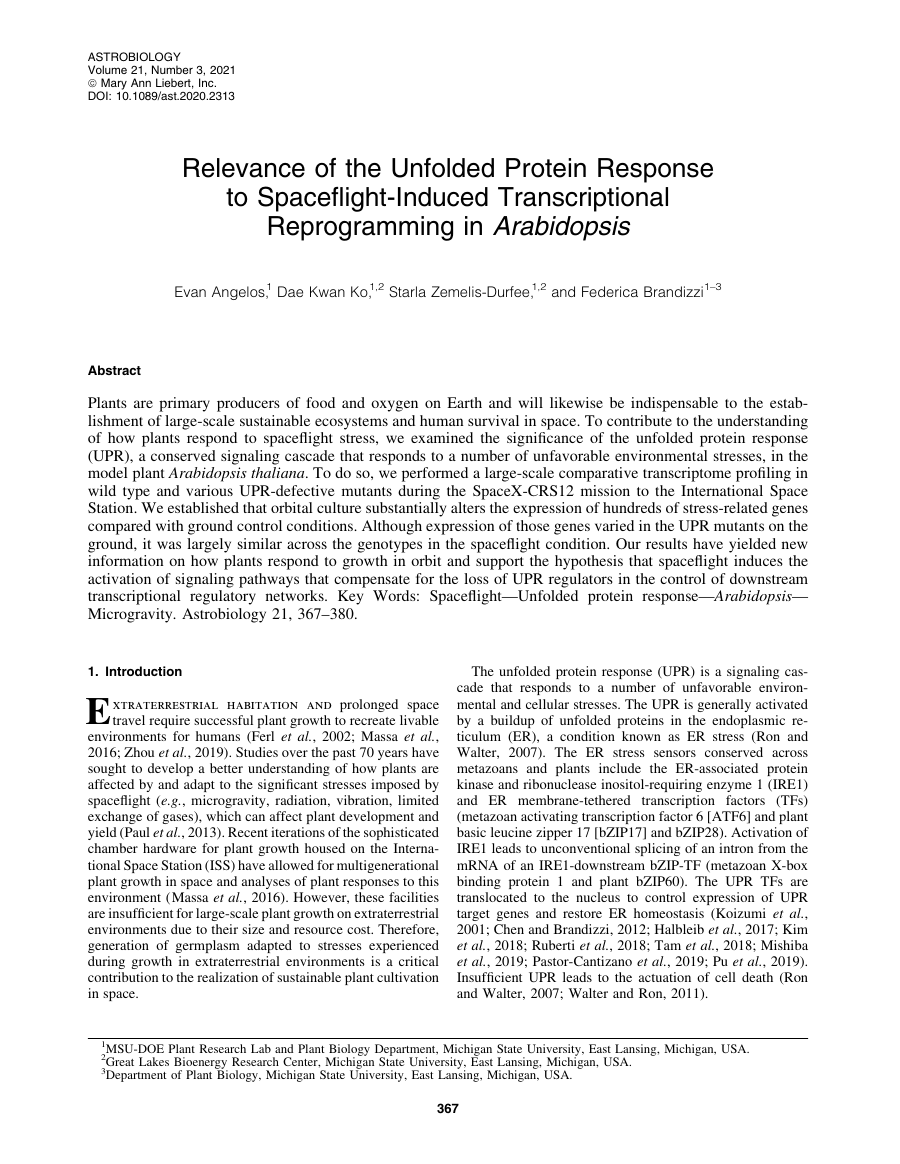 ASTROBIOLOGY
Volume 21, Number 3, 2021
© Mary Ann Liebert, Inc.
DOI: 10.1089/ast.2020.2313
Relevance of the Unfolded Protein Response
to Spaceflight-Induced Transcriptional
Reprogramming in Arabidopsis
Evan Angelos,1 Dae Kwan Ko,1,2 Starla Zemelis-Durfee,1,2 and Federica Brandizzi1–3
Abstract
Plants are primary producers of food and oxygen on Earth and will likewise be indispensable to the estab-
lishment of large-scale sustainable ecosystems and human survival in space. To contribute to the understanding
of how plants respond to spaceflight stress, we examined the significance of the unfolded protein response
(UPR), a conserved signaling cascade that responds to a number of unfavorable environmental stresses, in the
model plant Arabidopsis thaliana. To do so, we performed a large-scale comparative transcriptome profiling in
wild type and various UPR-defective mutants during the SpaceX-CRS12 mission to the International Space
Station. We established that orbital culture substantially alters the expression of hundreds of stress-related genes
compared with ground control conditions. Although expression of those genes varied in the UPR mutants on the
ground, it was largely similar across the genotypes in the spaceflight condition. Our results have yielded new
information on how plants respond to growth in orbit and support the hypothesis that spaceflight induces the
activation of signaling pathways that compensate for the loss of UPR regulators in the control of downstream
transcriptional regulatory networks. Key Words: Spaceflight—Unfolded protein response—Arabidopsis—
Microgravity. Astrobiology 21, 367–380.
1. Introduction
EXTRATERRESTRIAL HABITATION AND prolonged space
travel require successful plant growth to recreate livable
environments for humans (Ferl et al., 2002; Massa et al.,
2016; Zhou et al., 2019). Studies over the past 70 years have
sought to develop a better understanding of how plants are
affected by and adapt to the significant stresses imposed by
spaceflight (e.g., microgravity, radiation, vibration, limited
exchange of gases), which can affect plant development and
yield (Paul et al., 2013). Recent iterations of the sophisticated
chamber hardware for plant growth housed on the Interna-
tional Space Station (ISS) have allowed for multigenerational
plant growth in space and analyses of plant responses to this
environment (Massa et al., 2016). However, these facilities
are insufficient for large-scale plant growth on extraterrestrial
environments due to their size and resource cost. Therefore,
generation of germplasm adapted to stresses experienced
during growth in extraterrestrial environments is a critical
contribution to the realization of sustainable plant cultivation
in space.
The unfolded protein response (UPR) is a signaling cas-
cade that responds to a number of unfavorable environ-
mental and cellular stresses. The UPR is generally activated
by a buildup of unfolded proteins in the endoplasmic re-
ticulum (ER), a condition known as ER stress (Ron and
Walter, 2007). The ER stress sensors conserved across
metazoans and plants include the ER-associated protein
kinase and ribonuclease inositol-requiring enzyme 1 (IRE1)
and ER membrane-tethered transcription factors (TFs)
(metazoan activating transcription factor 6 [ATF6] and plant
basic leucine zipper 17 [bZIP17] and bZIP28). Activation of
IRE1 leads to unconventional splicing of an intron from the
mRNA of an IRE1-downstream bZIP-TF (metazoan X-box
binding protein 1 and plant bZIP60). The UPR TFs are
translocated to the nucleus to control expression of UPR
target genes and restore ER homeostasis (Koizumi et al.,
2001; Chen and Brandizzi, 2012; Halbleib et al., 2017; Kim
et al., 2018; Ruberti et al., 2018; Tam et al., 2018; Mishiba
et al., 2019; Pastor-Cantizano et al., 2019; Pu et al., 2019).
Insufficient UPR leads to the actuation of cell death (Ron
and Walter, 2007; Walter and Ron, 2011).
1MSU-DOE Plant Research Lab and Plant Biology Department, Michigan State University, East Lansing, Michigan, USA.
2Great Lakes Bioenergy Research Center, Michigan State University, East Lansing, Michigan, USA.
3Department of Plant Biology, Michigan State University, East Lansing, Michigan, USA.
367